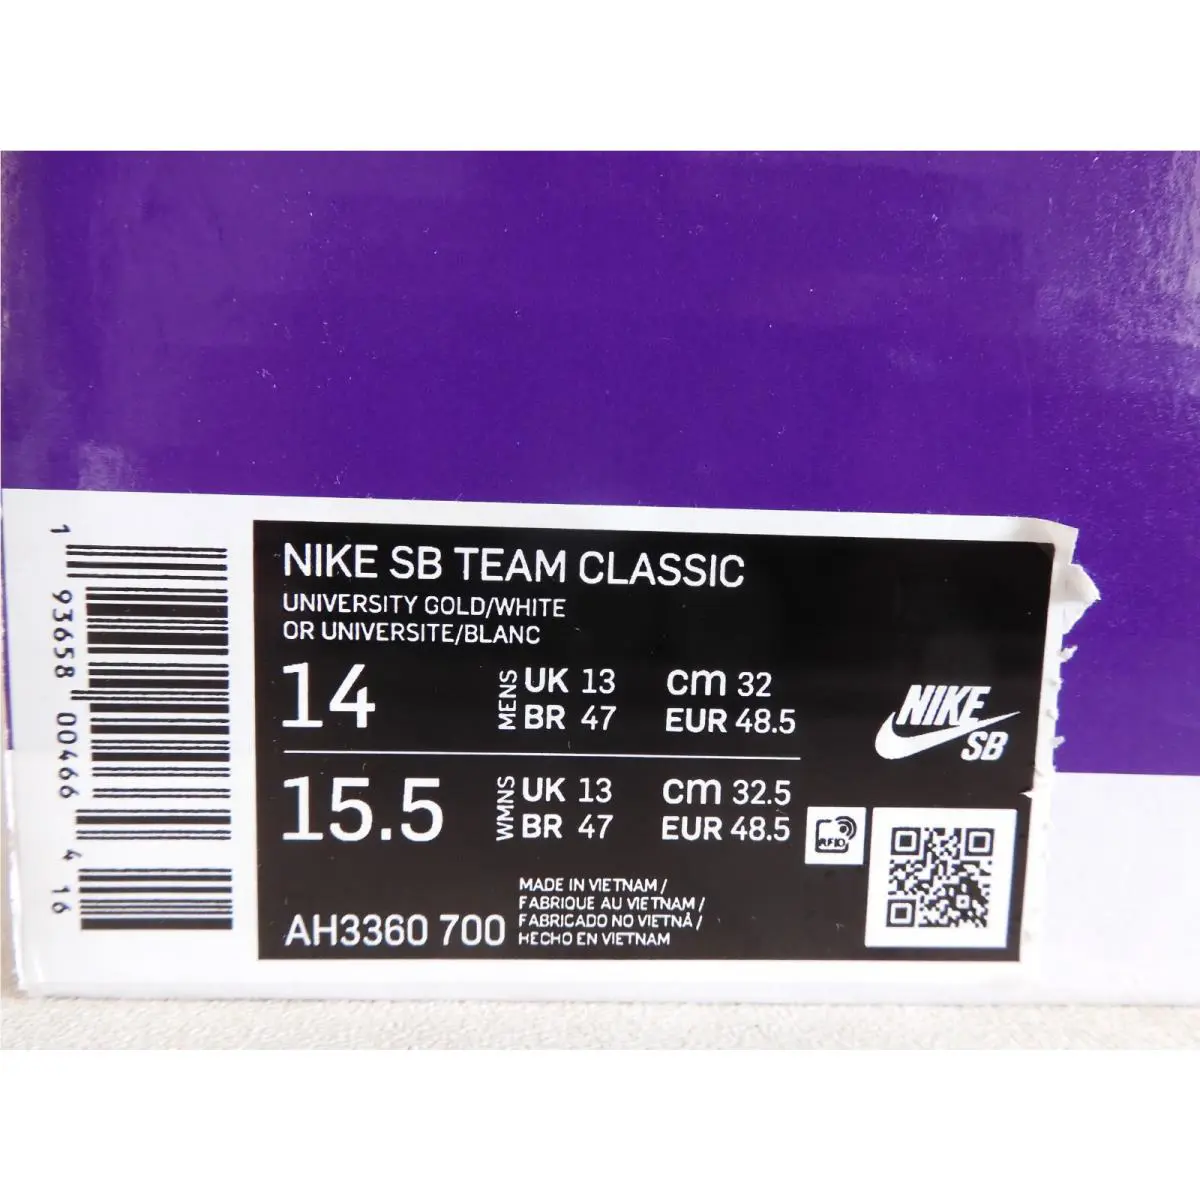 1 93658 00466 4 16
NIKE SB TEAM CLASSIC
UNIVERSITY GOLD/WHITE
OR UNIVERSITE/BLANC
14 MENS UK 13 cm 32
BR 47 EUR 48.5
15.5 WMNS UK 13 cm 32.5
BR 47 EUR 48.5
NIKE
SB
RFID
AH3360 700
MADE IN VIETNAM /
FABRIQUE AU VIETNAM /
FABRICADO NO VIETNÃ /
HECHO EN VIETNAM